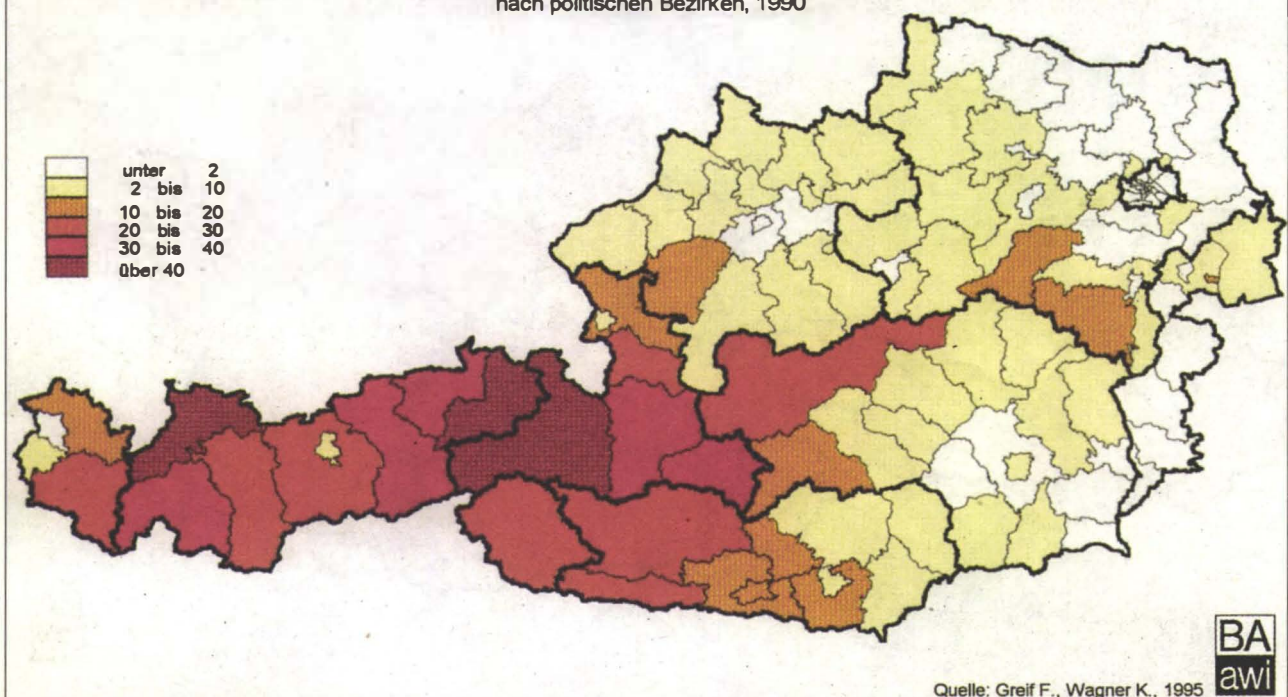 nach politischen Bezirken, 1990
unter 2
2 bis 10
10 bis 20
20 bis 30
30 bis 40
über 40
BA
awi
Quelle: Greif F., Wagner K., 1995